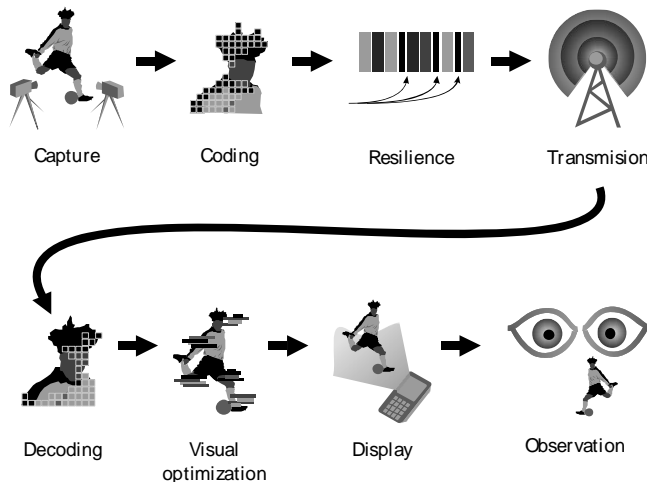 Capture
Coding
Resilience
Transmision
Decoding
Visual
optimization
Display
Observation